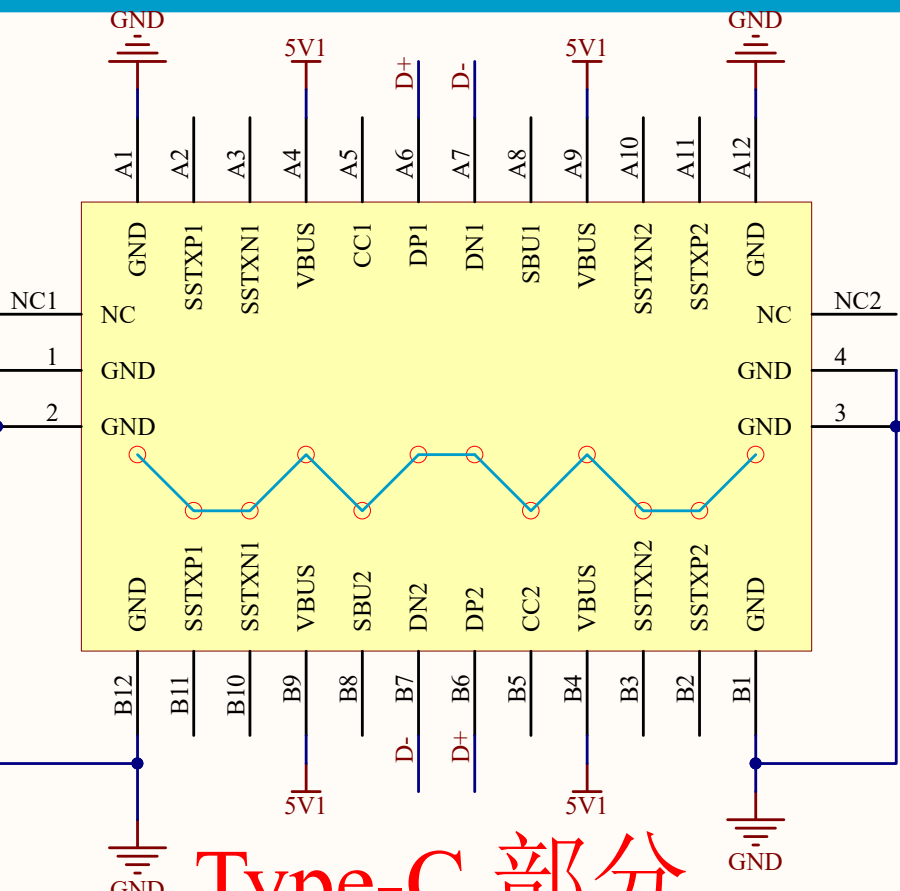 GND GND
5V1 D+ D- 5V1
A1 A2 A3 A4 A5 A6 A7 A8 A9 A10 A11 A12
GND SSTXP1 SSTXN1 VBUS CC1 DP1 DN1 SBU1 VBUS SSTXN2 SSTXP2 GND
NC1 NC NC NC2
1 GND GND 4
2 GND GND 3
GND SSTXP1 SSTXN1 VBUS SBU2 DN2 DP2 CC2 VBUS SSTXN2 SSTXP2 GND
B12 B11 B10 B9 B8 B7 B6 B5 B4 B3 B2 B1
D- D+
5V1 5V1
GND GND
Type-C 部分